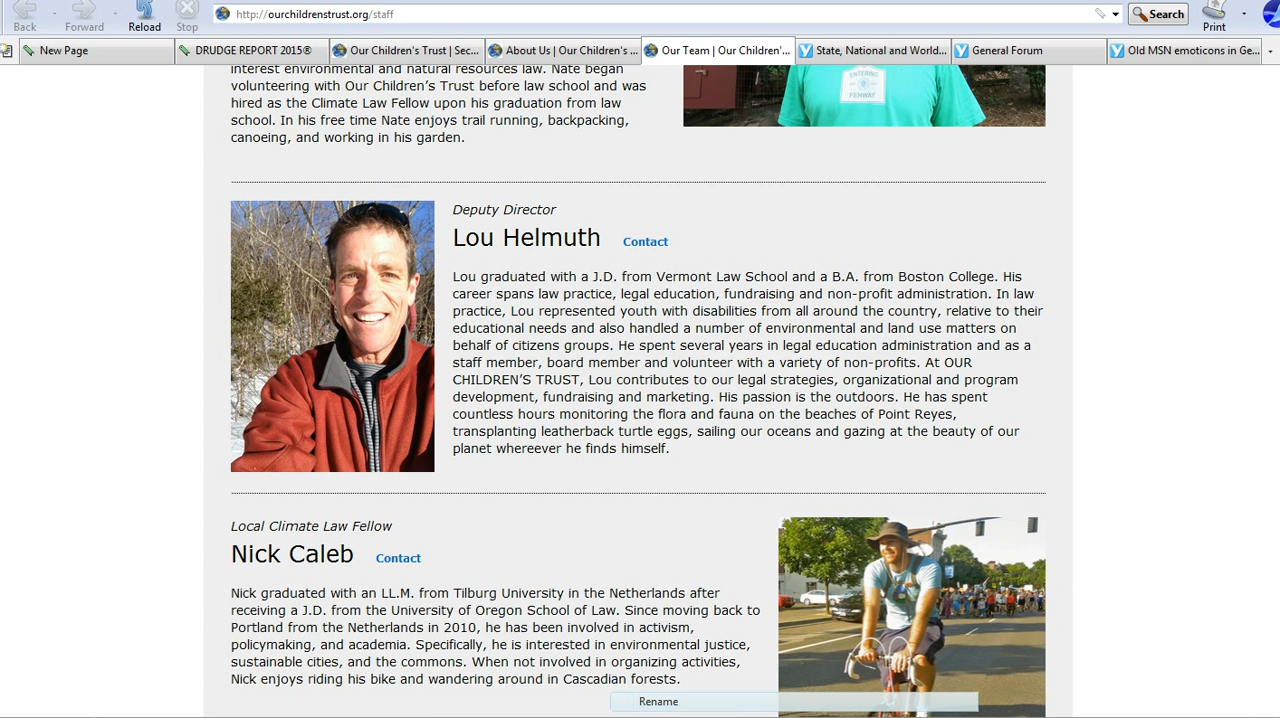 Back
Forward
Reload
Stop
http://ourchildrenstrust.org/staff
Search
Print
New Page
DRUDGE REPORT 2015®
Our Children's Trust | Sec...
About Us | Our Children's ...
Our Team | Our Children'...
State, National and World...
General Forum
Old MSN emoticons in Ge...
interest environmental and natural resources law. Nate began
volunteering with Our Children's Trust before law school and was
hired as the Climate Law Fellow upon his graduation from law
school. In his free time Nate enjoys trail running, backpacking,
canoeing, and working in his garden.
ENTERING
FENWAY
Deputy Director
Lou Helmuth Contact
Lou graduated with a J.D. from Vermont Law School and a B.A. from Boston College. His
career spans law practice, legal education, fundraising and non-profit administration. In law
practice, Lou represented youth with disabilities from all around the country, relative to their
educational needs and also handled a number of environmental and land use matters on
behalf of citizens groups. He spent several years in legal education administration and as a
staff member, board member and volunteer with a variety of non-profits. At OUR
CHILDREN'S TRUST, Lou contributes to our legal strategies, organizational and program
development, fundraising and marketing. His passion is the outdoors. He has spent
countless hours monitoring the flora and fauna on the beaches of Point Reyes,
transplanting leatherback turtle eggs, sailing our oceans and gazing at the beauty of our
planet whereever he finds himself.
Local Climate Law Fellow
Nick Caleb Contact
Nick graduated with an LL.M. from Tilburg University in the Netherlands after
receiving a J.D. from the University of Oregon School of Law. Since moving back to
Portland from the Netherlands in 2010, he has been involved in activism,
policymaking, and academia. Specifically, he is interested in environmental justice,
sustainable cities, and the commons. When not involved in organizing activities,
Nick enjoys riding his bike and wandering around in Cascadian forests.
Rename